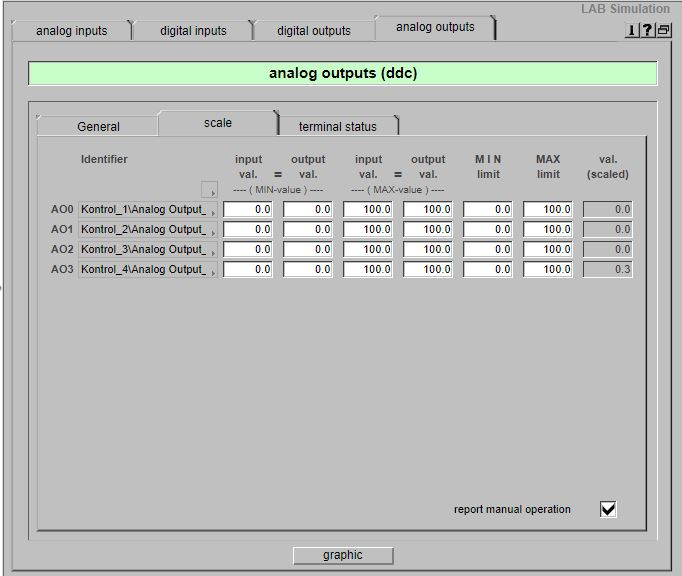 LAB Simulation
analog inputs digital inputs digital outputs analog outputs
1 ?
analog outputs (ddc)
General scale terminal status
Identifier input output input output M I N MAX val.
val. = val. val. = val. limit limit (scaled)
---- ( MIN-value ) ---- ---- ( MAX-value ) ----
AO0 Kontrol_1\Analog Output_ 0.0 0.0 100.0 100.0 0.0 100.0 0.0
AO1 Kontrol_2\Analog Output_ 0.0 0.0 100.0 100.0 0.0 100.0 0.0
AO2 Kontrol_3\Analog Output_ 0.0 0.0 100.0 100.0 0.0 100.0 0.0
AO3 Kontrol_4\Analog Output_ 0.0 0.0 100.0 100.0 0.0 100.0 0.3
report manual operation
graphic